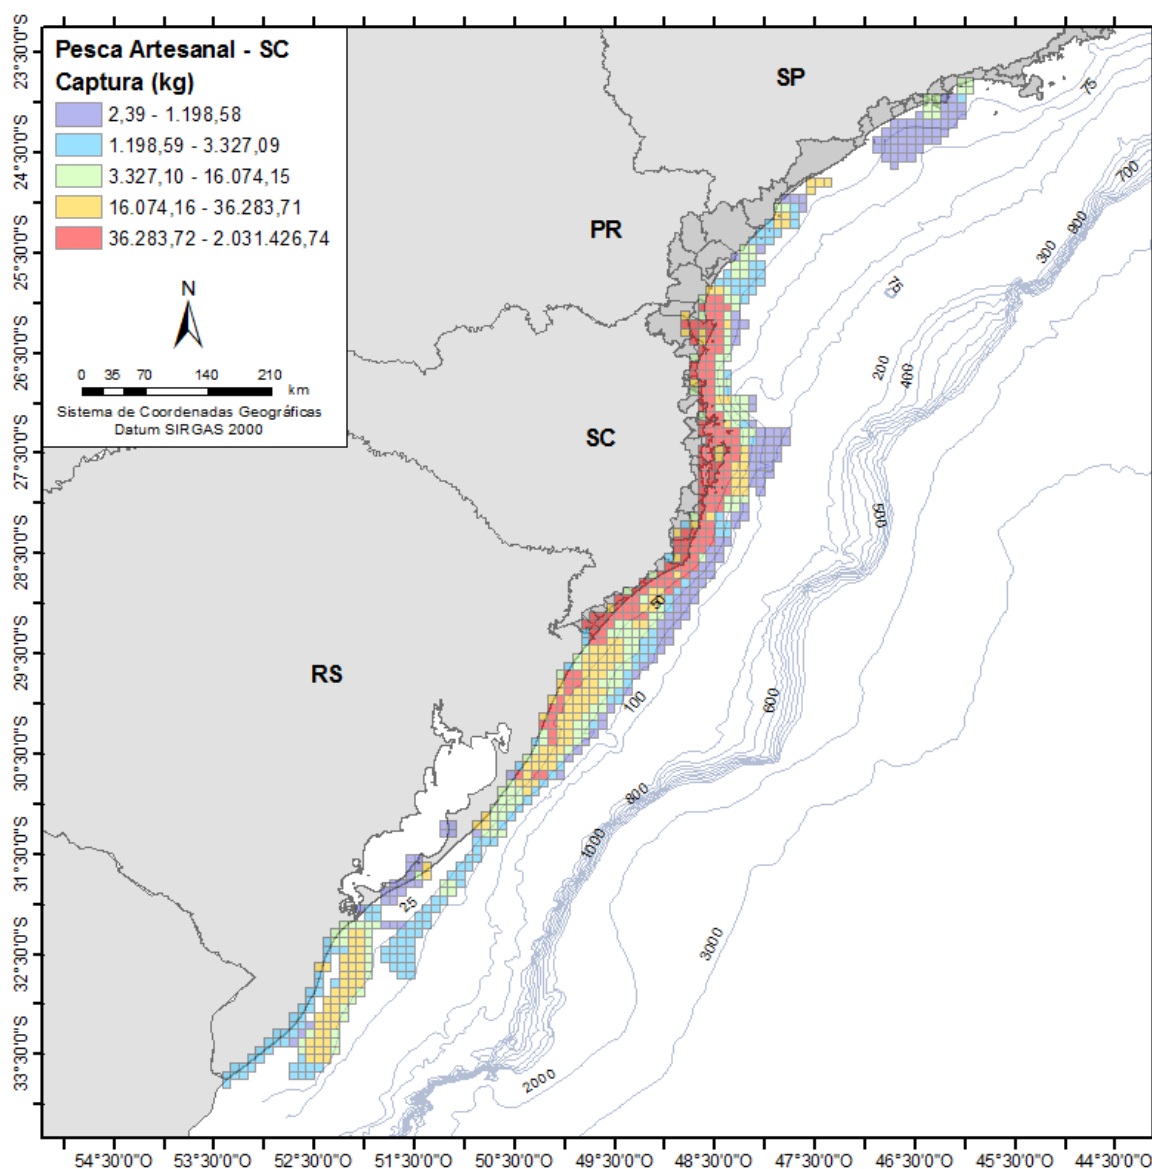 Pesca Artesanal - SC
Captura (kg)
2,39 - 1.198,58
1.198,59 - 3.327,09
3.327,10 - 16.074,15
16.074,16 - 36.283,71
36.283,72 - 2.031.426,74
N
0 35 70 140 210
km
Sistema de Coordenadas Geográficas
Datum SIRGAS 2000
SP
PR
SC
RS
75
700
900
300
75
200
400
500
50
100
600
800
1000
25
3000
2000
23°30'0"S
24°30'0"S
25°30'0"S
26°30'0"S
27°30'0"S
28°30'0"S
29°30'0"S
30°30'0"S
31°30'0"S
32°30'0"S
33°30'0"S
54°30'0"O 53°30'0"O 52°30'0"O 51°30'0"O 50°30'0"O 49°30'0"O 48°30'0"O 47°30'0"O 46°30'0"O 45°30'0"O 44°30'0"O